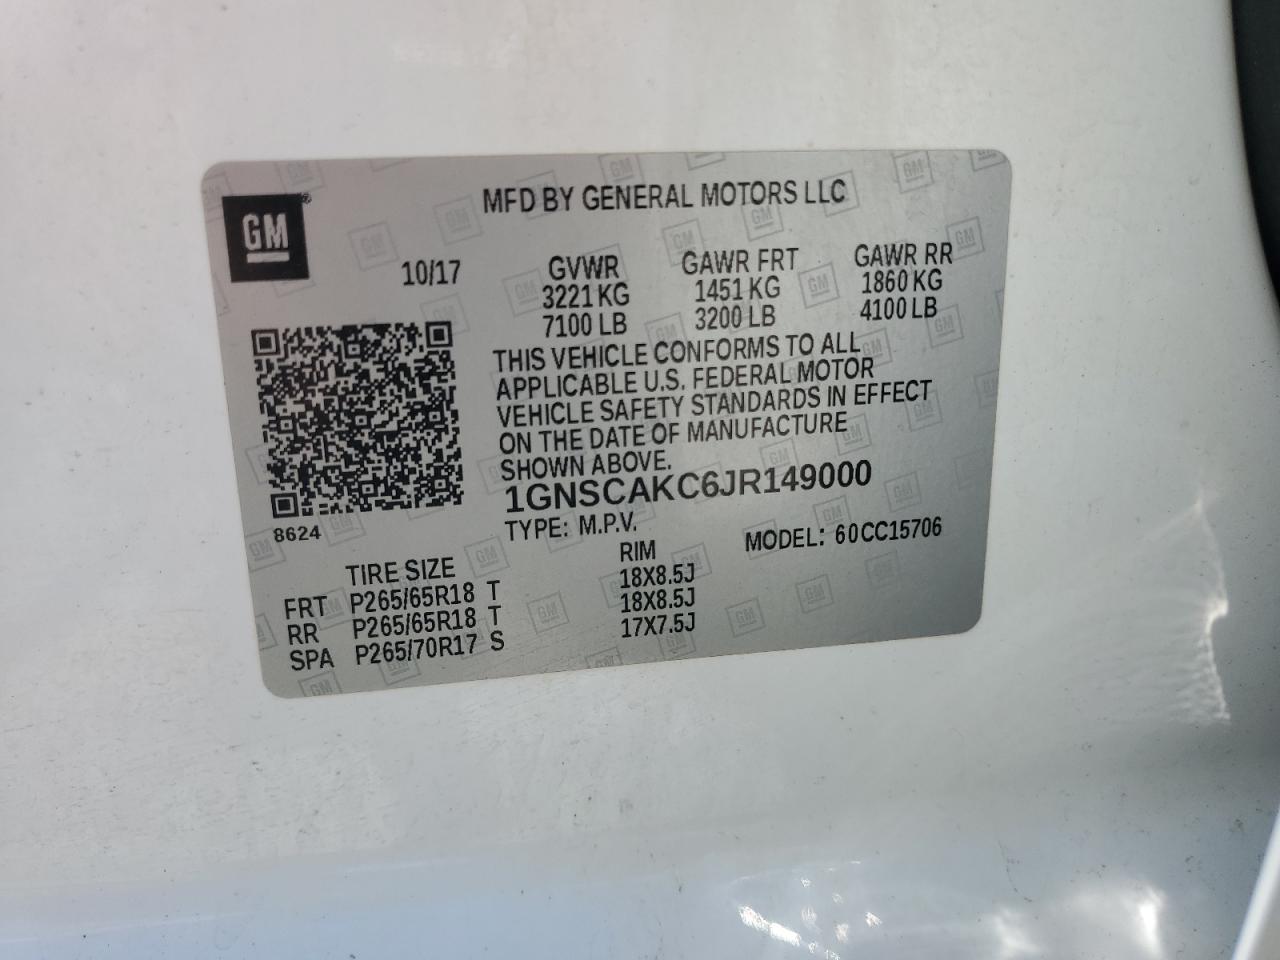 MFD BY GENERAL MOTORS LLC
GM®
10/17
GVWR GAWR FRT GAWR RR
3221 KG 1451 KG 1860 KG
7100 LB 3200 LB 4100 LB
THIS VEHICLE CONFORMS TO ALL
APPLICABLE U.S. FEDERAL MOTOR
VEHICLE SAFETY STANDARDS IN EFFECT
ON THE DATE OF MANUFACTURE
SHOWN ABOVE.
1GNSCAKC6JR149000
8624
TYPE: M.P.V. MODEL: 60CC15706
TIRE SIZE RIM
FRT P265/65R18 T 18X8.5J
RR P265/65R18 T 18X8.5J
SPA P265/70R17 S 17X7.5J